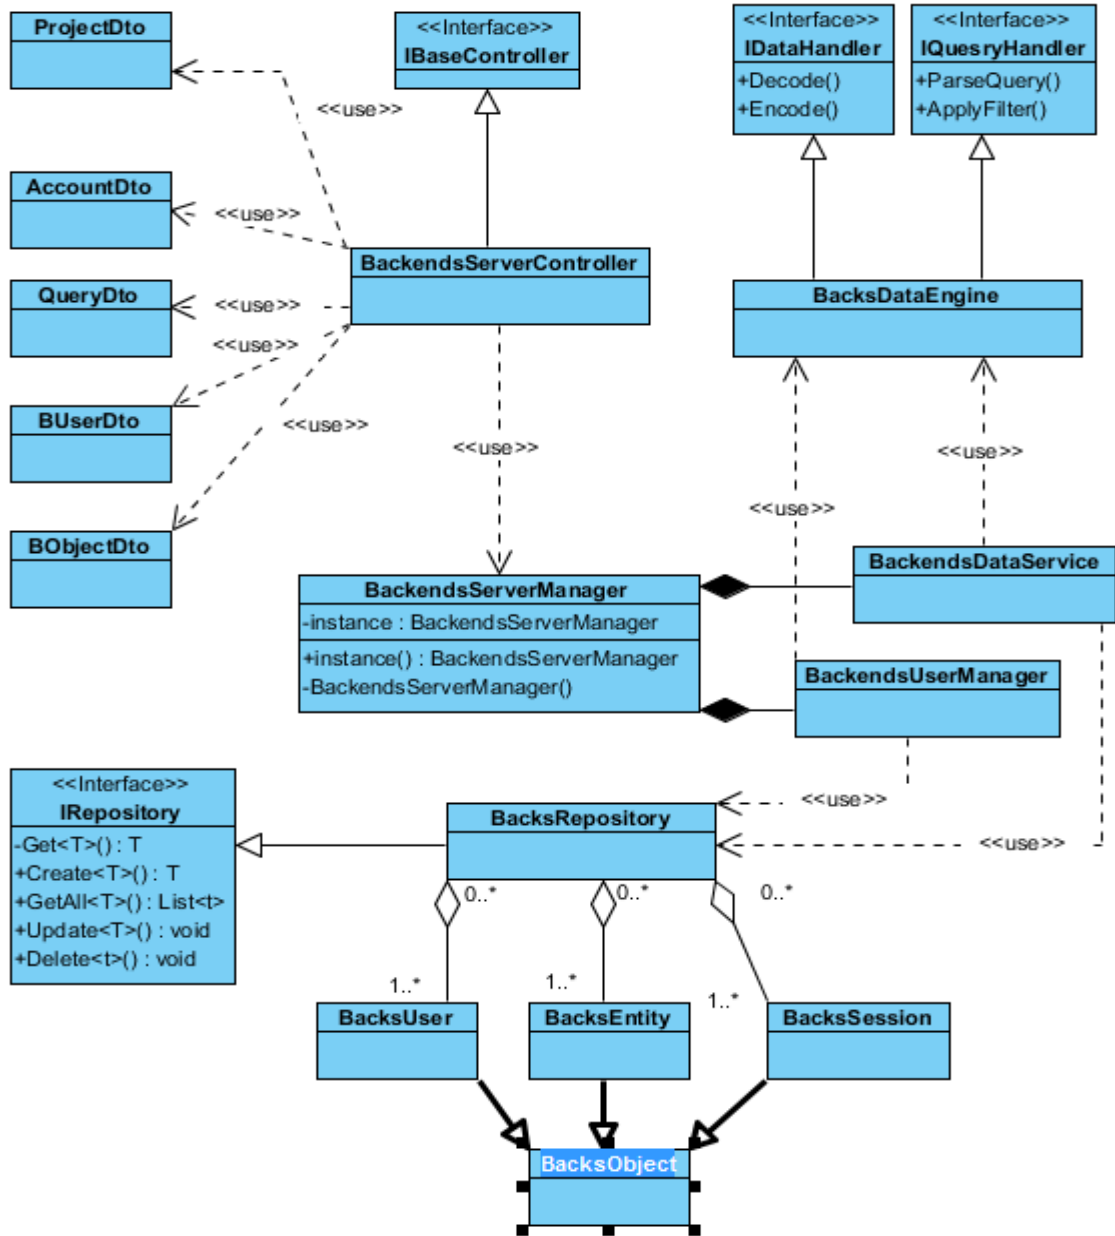 ProjectDto
<<Interface>>
IBaseController
<<Interface>>
IDataHandler
+Decode()
+Encode()
<<Interface>>
IQuesryHandler
+ParseQuery()
+ApplyFilter()
<<use>>
AccountDto
<<use>>
BackendsServerController
QueryDto
<<use>>
BacksDataEngine
<<use>>
BUserDto
<<use>>
<<use>>
<<use>>
<<use>>
BObjectDto
BackendsDataService
BackendsServerManager
-instance : BackendsServerManager
+instance() : BackendsServerManager
-BackendsServerManager()
BackendsUserManager
<<Interface>>
IRepository
-Get<T>() : T
+Create<T>() : T
+GetAll<T>() : List<t>
+Update<T>() : void
+Delete<t>() : void
BacksRepository
<<use>>
<<use>>
0..*
0..*
0..*
1..*
1..*
1..*
BacksUser
BacksEntity
BacksSession
BacksObject